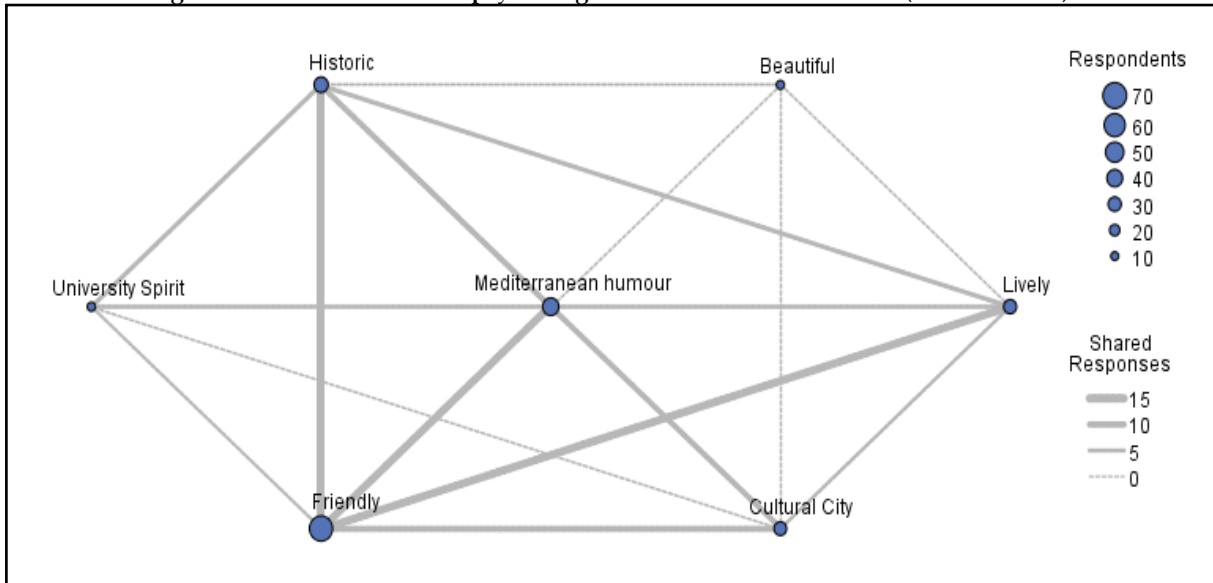 Historic
Beautiful
Respondents
70
60
50
40
30
20
10
University Spirit
Mediterranean humour
Lively
Shared
Responses
15
10
5
0
Friendly
Cultural City